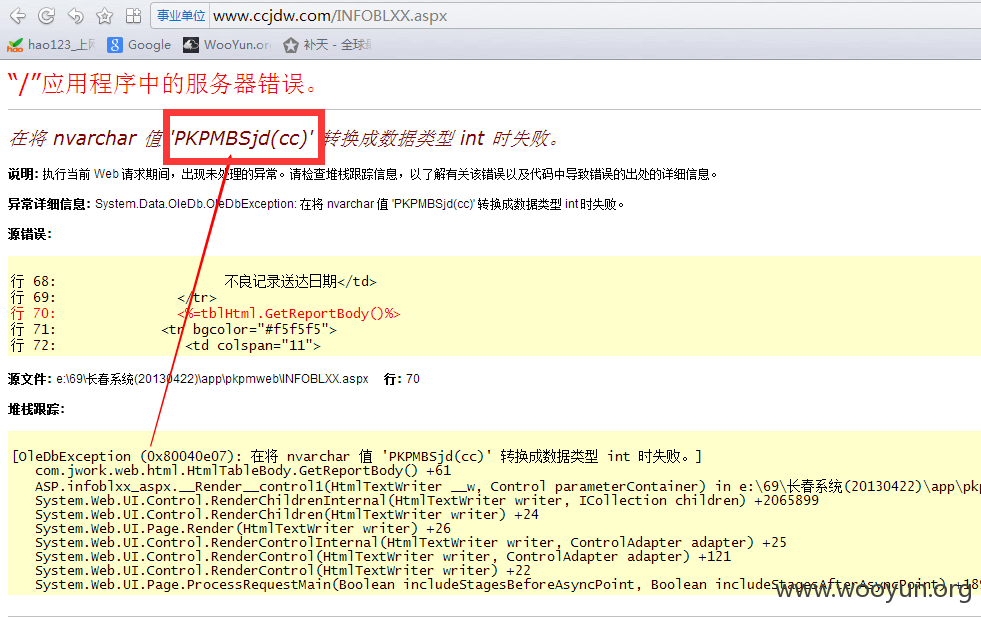 事业单位 www.ccjdw.com/INFOBLXX.aspx
hao123_上网 Google WooYun.org 补天 - 全球最
“/”应用程序中的服务器错误。
在将 nvarchar 值 'PKPMBSjd(cc)' 转换成数据类型 int 时失败。
说明: 执行当前 Web 请求期间，出现未处理的异常。请检查堆栈跟踪信息，以了解有关该错误以及代码中导致错误的出处的详细信息。
异常详细信息: System.Data.OleDb.OleDbException: 在将 nvarchar 值 'PKPMBSjd(cc)' 转换成数据类型 int 时失败。
源错误:
行 68: 不良记录送达日期</td>
行 69: </tr>
行 70: <%=tblHtml.GetReportBody()%>
行 71: <tr bgcolor="#f5f5f5">
行 72: <td colspan="11">
源文件: e:\69\长春系统(20130422)\app\pkpmweb\INFOBLXX.aspx 行: 70
堆栈跟踪:
[OleDbException (0x80040e07): 在将 nvarchar 值 'PKPMBSjd(cc)' 转换成数据类型 int 时失败。]
com.jwork.web.html.HtmlTableBody.GetReportBody() +61
ASP.infoblxx_aspx.__Render__control1(HtmlTextWriter __w, Control parameterContainer) in e:\69\长春系统(20130422)\app\pkp
System.Web.UI.Control.RenderChildrenInternal(HtmlTextWriter writer, ICollection children) +2065899
System.Web.UI.Control.RenderChildren(HtmlTextWriter writer) +24
System.Web.UI.Page.Render(HtmlTextWriter writer) +26
System.Web.UI.Control.RenderControlInternal(HtmlTextWriter writer, ControlAdapter adapter) +25
System.Web.UI.Control.RenderControl(HtmlTextWriter writer, ControlAdapter adapter) +121
System.Web.UI.Control.RenderControl(HtmlTextWriter writer) +22
System.Web.UI.Page.ProcessRequestMain(Boolean includeStagesBeforeAsyncPoint, Boolean includeStagesAfterAsyncPoint) +189
www.wooyun.org